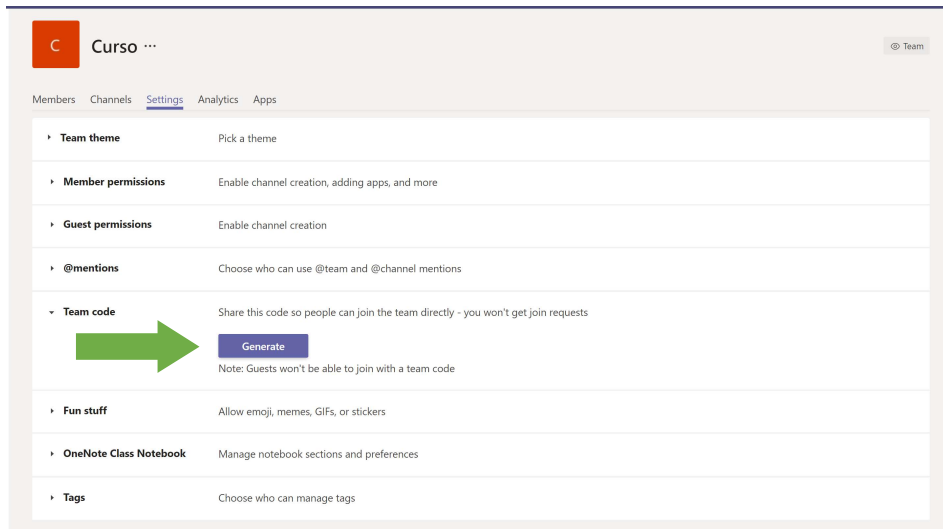 C
Curso ...
Team
Members Channels Settings Analytics Apps
Team theme Pick a theme
Member permissions Enable channel creation, adding apps, and more
Guest permissions Enable channel creation
@mentions Choose who can use @team and @channel mentions
Team code Share this code so people can join the team directly - you won't get join requests
Generate
Note: Guests won't be able to join with a team code
Fun stuff Allow emoji, memes, GIFs, or stickers
OneNote Class Notebook Manage notebook sections and preferences
Tags Choose who can manage tags